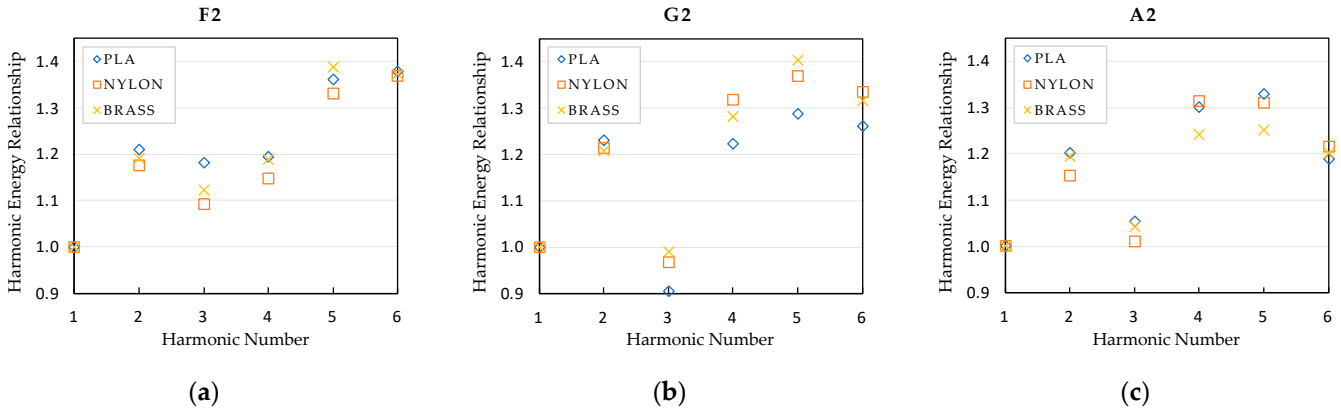 F2
Harmonic Energy Relationship
1.4
1.3
1.2
1.1
1.0
0.9
PLA
NYLON
BRASS
1 2 3 4 5 6
Harmonic Number
(a)
G2
Harmonic Energy Relationship
1.4
1.3
1.2
1.1
1.0
0.9
PLA
NYLON
BRASS
1 2 3 4 5 6
Harmonic Number
(b)
A2
Harmonic Energy Relationship
1.4
1.3
1.2
1.1
1.0
0.9
PLA
NYLON
BRASS
1 2 3 4 5 6
Harmonic Number
(c)